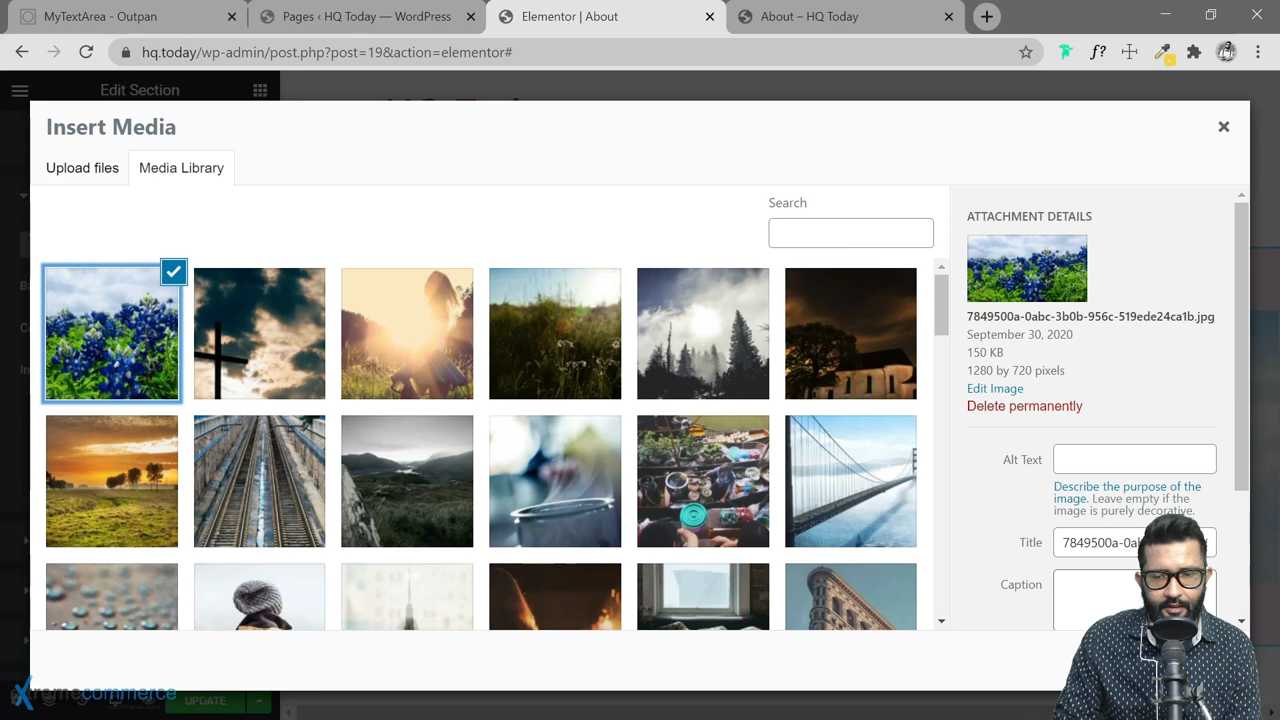 MyTextArea - Outpan
Pages ‹ HQ Today — WordPress
Elementor | About
About – HQ Today
hq.today/wp-admin/post.php?post=19&action=elementor#
Edit Section
Insert Media
Upload files
Media Library
Search
ATTACHMENT DETAILS
7849500a-0abc-3b0b-956c-519ede24ca1b.jpg
September 30, 2020
150 KB
1280 by 720 pixels
Edit Image
Delete permanently
Alt Text
Describe the purpose of the
image. Leave empty if the
image is purely decorative.
Title
7849500a-0ab
Caption
Xtremecommerce
UPDATE